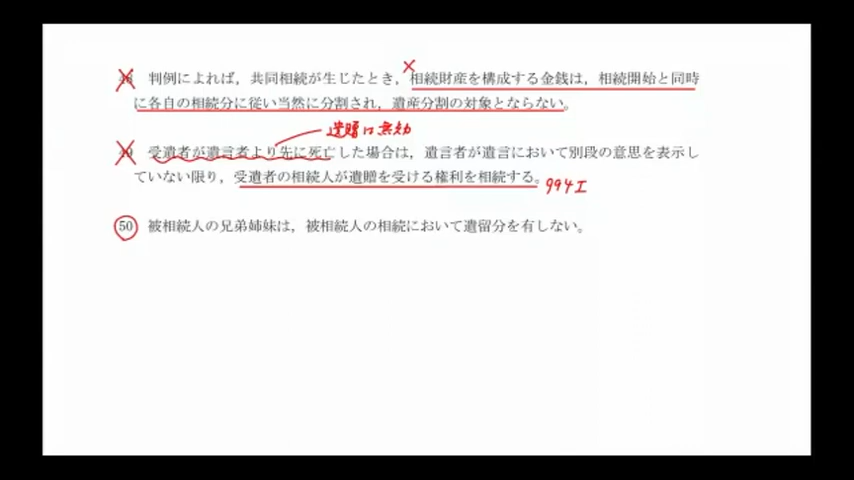 48 判例によれば，共同相続が生じたとき，相続財産を構成する金銭は，相続開始と同時
に各自の相続分に従い当然に分割され，遺産分割の対象とならない。
遺贈は無効
49 受遺者が遺言者より先に死亡した場合は，遺言者が遺言において別段の意思を表示し
ていない限り，受遺者の相続人が遺贈を受ける権利を相続する。
994I
50 被相続人の兄弟姉妹は，被相続人の相続において遺留分を有しない。